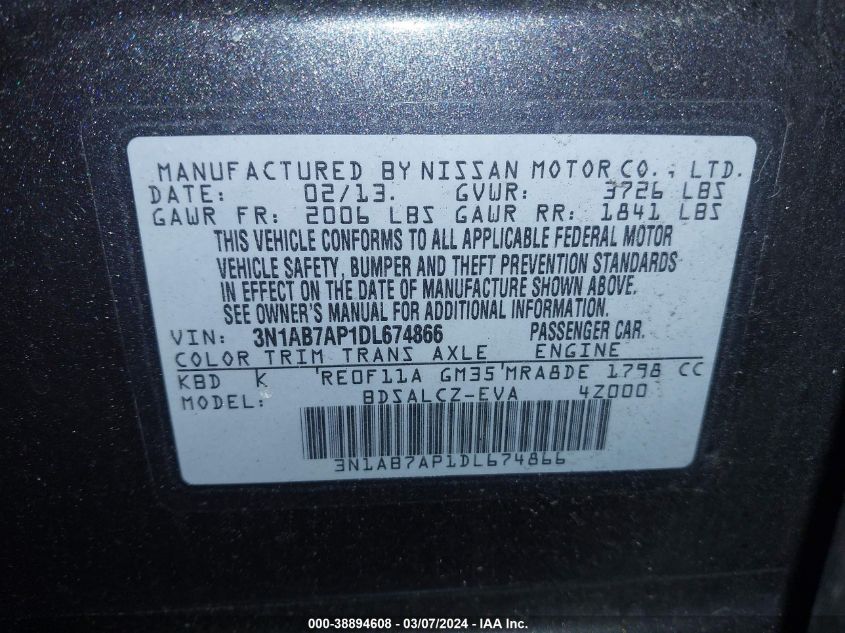 MANUFACTURED BY NISSAN MOTOR CO., LTD.
DATE: 02/13. GVWR: 3726 LBS
GAWR FR: 2006 LBS GAWR RR: 1841 LBS
THIS VEHICLE CONFORMS TO ALL APPLICABLE FEDERAL MOTOR
VEHICLE SAFETY, BUMPER AND THEFT PREVENTION STANDARDS
IN EFFECT ON THE DATE OF MANUFACTURE SHOWN ABOVE.
SEE OWNER'S MANUAL FOR ADDITIONAL INFORMATION.
VIN: 3N1AB7AP1DL674866 PASSENGER CAR.
COLOR TRIM TRANS AXLE ENGINE
KBD K 'RE0F11A GM35'MRA8DE 1798 CC
MODEL: BDSALCZ-EVA 4Z000
3N1AB7AP1DL674866
000-38894608 — 03/07/2024 — IAA Inc.